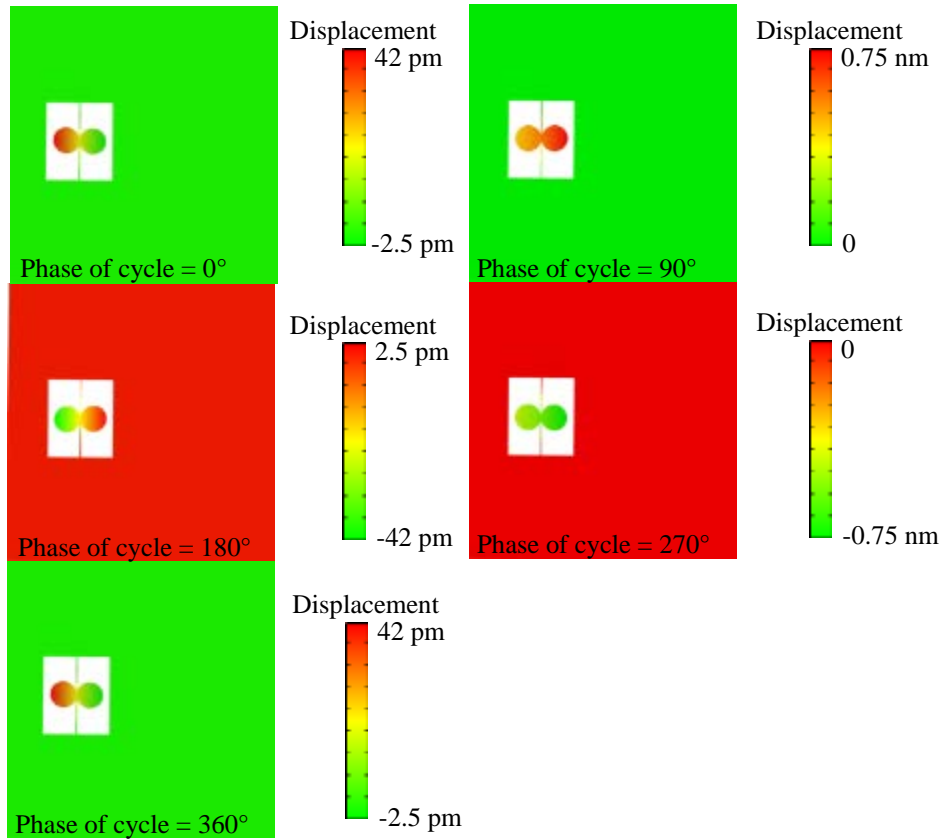 Displacement
42 pm
-2.5 pm
Phase of cycle = 0°
Displacement
0.75 nm
0
Phase of cycle = 90°
Displacement
2.5 pm
-42 pm
Phase of cycle = 180°
Displacement
0
-0.75 nm
Phase of cycle = 270°
Displacement
42 pm
-2.5 pm
Phase of cycle = 360°